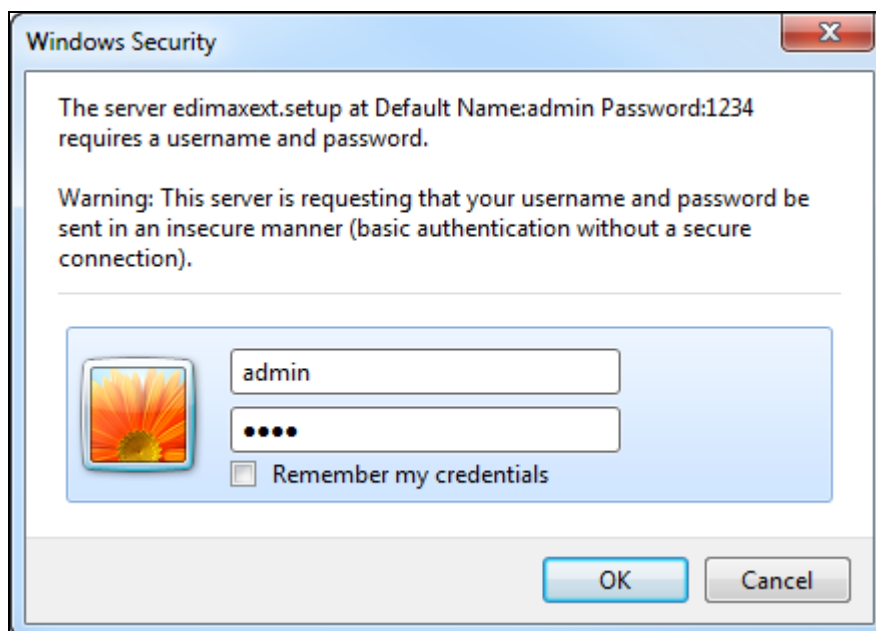 Windows Security
The server edimaxext.setup at Default Name:admin Password:1234
requires a username and password.
Warning: This server is requesting that your username and password be
sent in an insecure manner (basic authentication without a secure
connection).
admin
●●●●
Remember my credentials
OK
Cancel